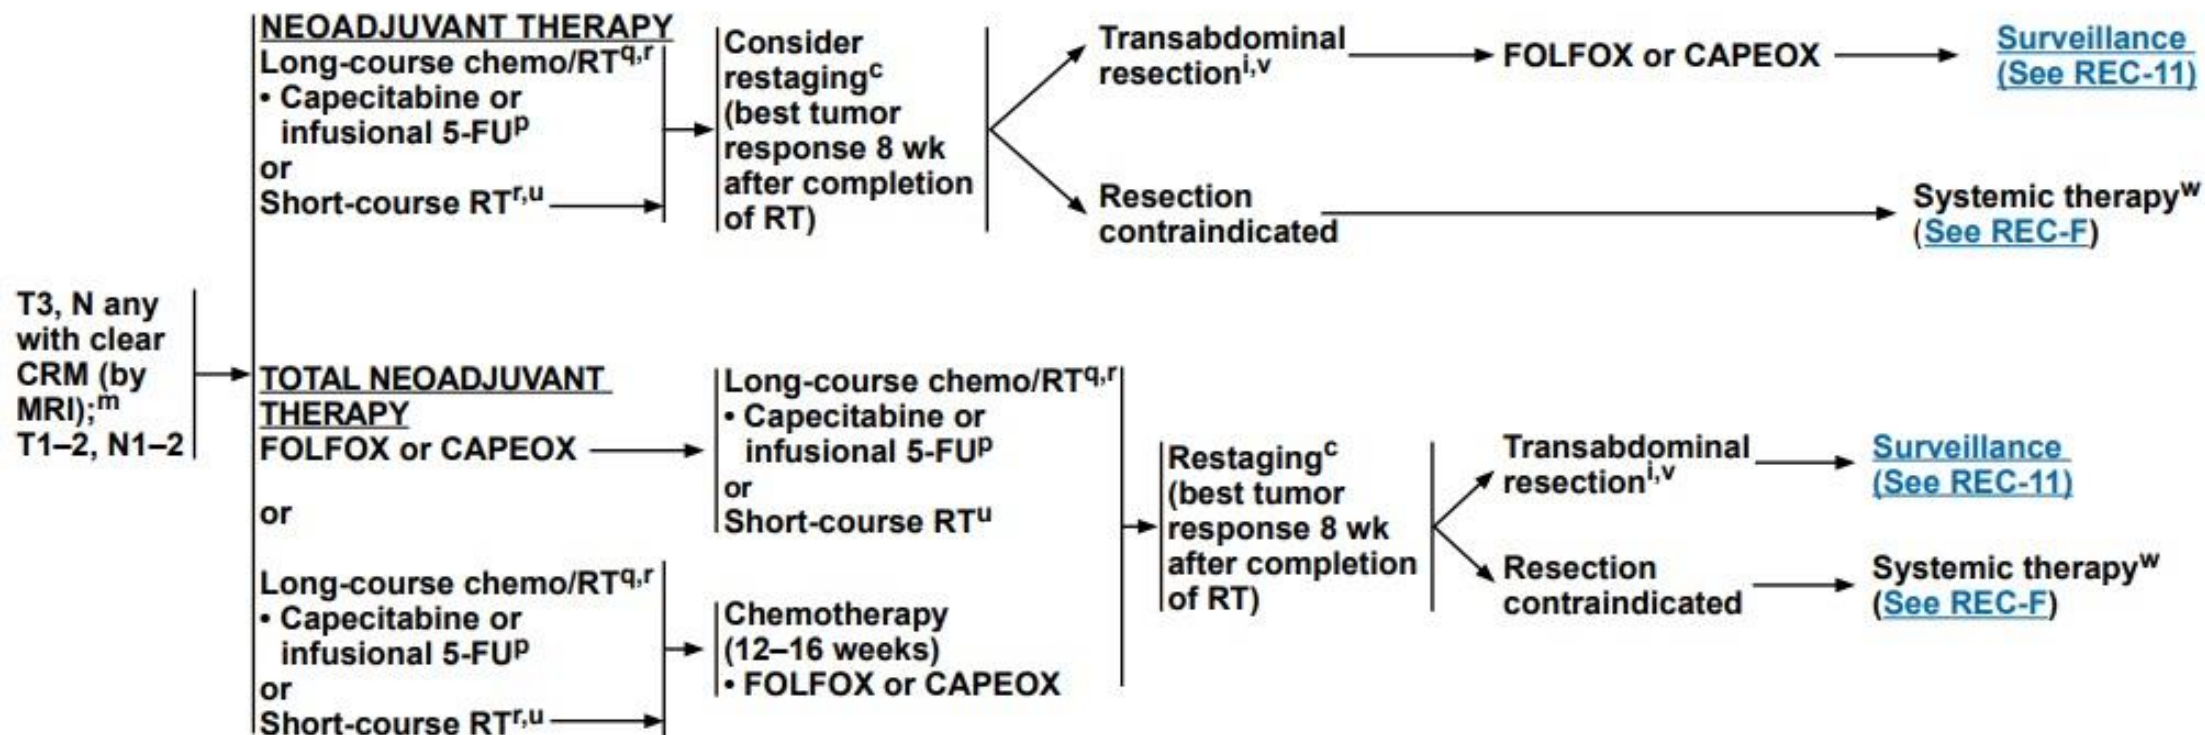 T3, N any
with clear
CRM (by
MRI);m
T1–2, N1–2
NEOADJUVANT THERAPY
Long-course chemo/RTq,r
• Capecitabine or
infusional 5-FUp
or
Short-course RTr,u
Consider
restagingc
(best tumor
response 8 wk
after completion
of RT)
Transabdominal
resectioni,v
FOLFOX or CAPEOX
Surveillance
(See REC-11)
Resection
contraindicated
Systemic therapyw
(See REC-F)
TOTAL NEOADJUVANT
THERAPY
FOLFOX or CAPEOX
Long-course chemo/RTq,r
• Capecitabine or
infusional 5-FUp
or
Short-course RTu
or
Long-course chemo/RTq,r
• Capecitabine or
infusional 5-FUp
or
Short-course RTr,u
Chemotherapy
(12–16 weeks)
• FOLFOX or CAPEOX
Restagingc
(best tumor
response 8 wk
after completion
of RT)
Transabdominal
resectioni,v
Surveillance
(See REC-11)
Resection
contraindicated
Systemic therapyw
(See REC-F)